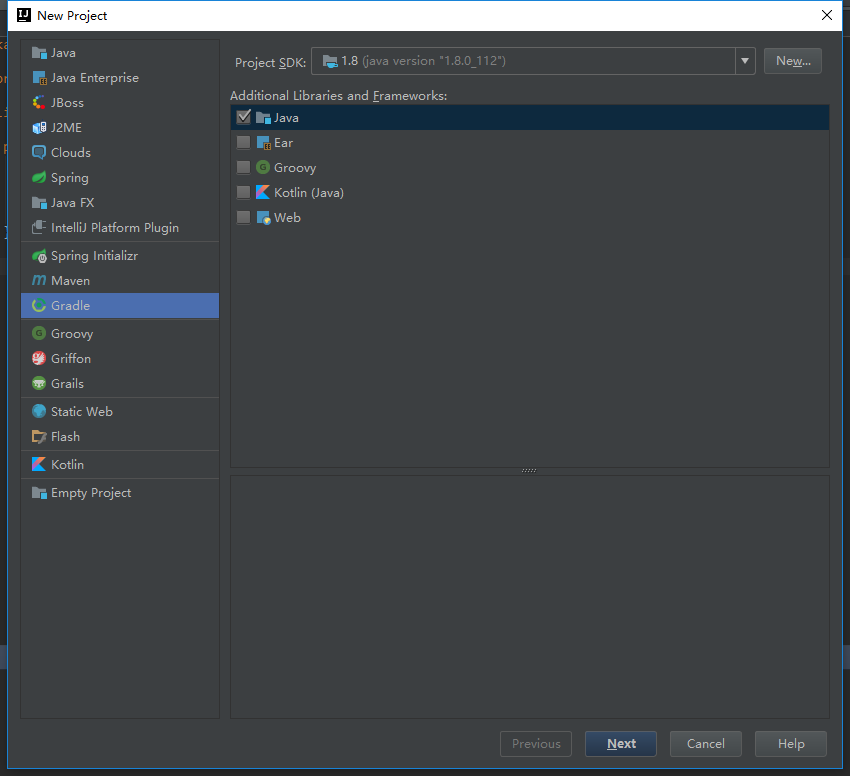 New Project
Java
Java Enterprise
JBoss
J2ME
Clouds
Spring
Java FX
IntelliJ Platform Plugin
Spring Initializr
Maven
Gradle
Groovy
Griffon
Grails
Static Web
Flash
Kotlin
Empty Project
Project SDK: 1.8 (java version "1.8.0_112") New...
Additional Libraries and Frameworks:
Java
Ear
Groovy
Kotlin (Java)
Web
Previous Next Cancel Help